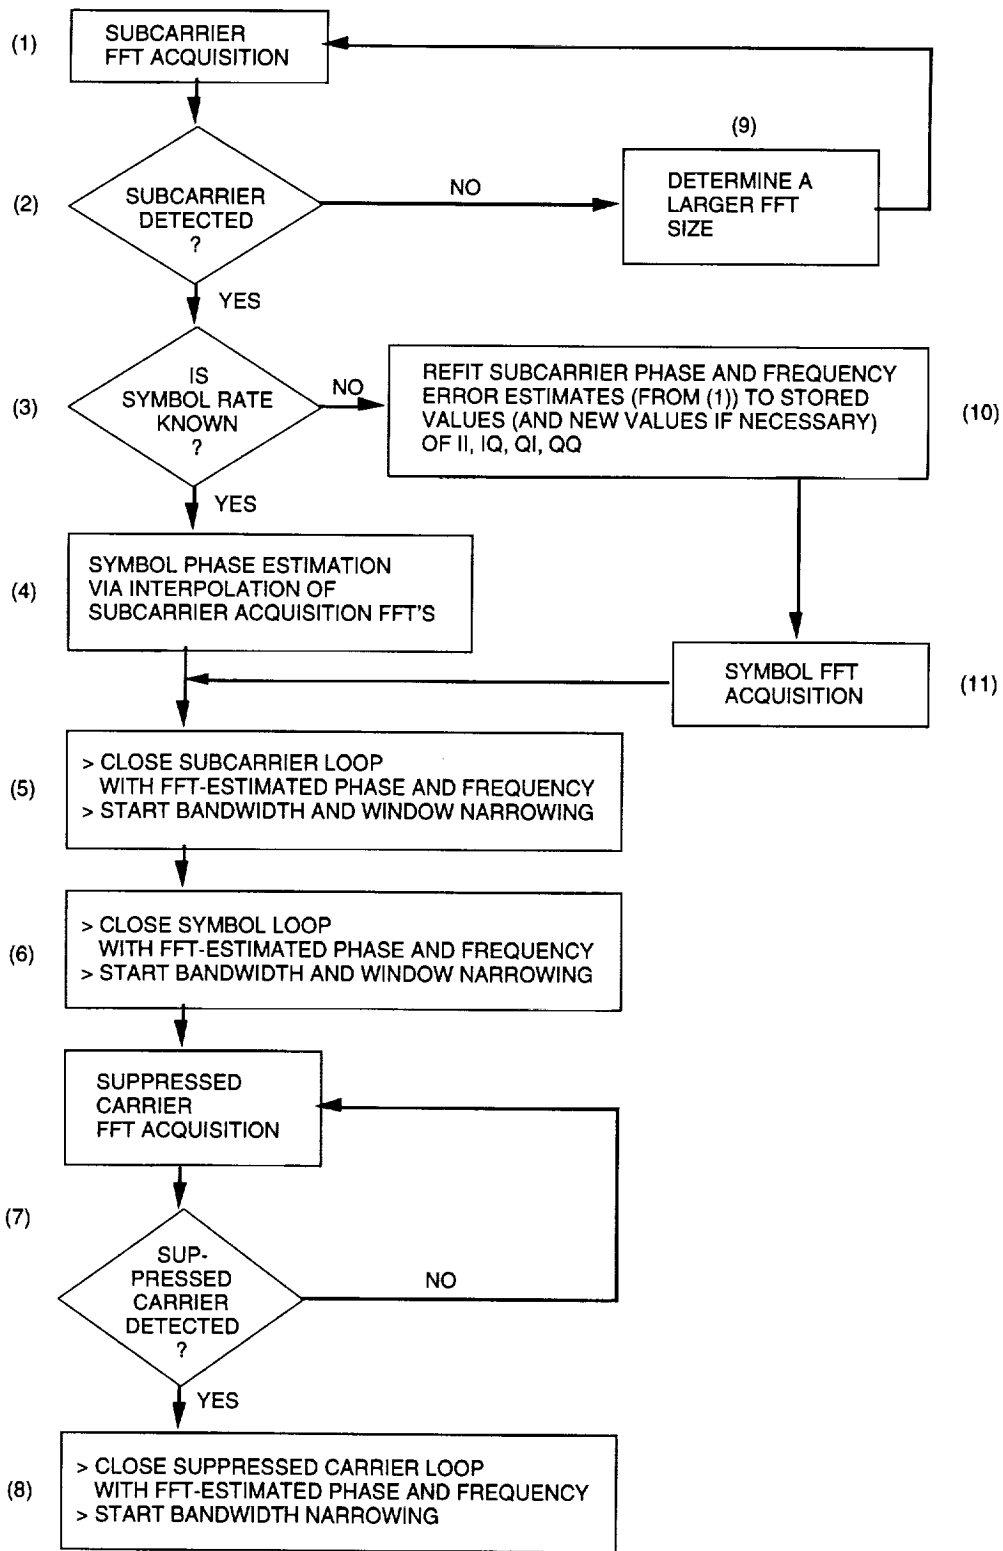 (1)
SUBCARRIER
FFT ACQUISITION
(2)
SUBCARRIER
DETECTED
?
NO
(9)
DETERMINE A
LARGER FFT
SIZE
YES
(3)
IS
SYMBOL RATE
KNOWN
?
NO
REFIT SUBCARRIER PHASE AND FREQUENCY
ERROR ESTIMATES (FROM (1)) TO STORED
VALUES (AND NEW VALUES IF NECESSARY)
OF II, IQ, QI, QQ
(10)
YES
(4)
SYMBOL PHASE ESTIMATION
VIA INTERPOLATION OF
SUBCARRIER ACQUISITION FFT'S
SYMBOL FFT
ACQUISITION
(11)
(5)
> CLOSE SUBCARRIER LOOP
WITH FFT-ESTIMATED PHASE AND FREQUENCY
> START BANDWIDTH AND WINDOW NARROWING
(6)
> CLOSE SYMBOL LOOP
WITH FFT-ESTIMATED PHASE AND FREQUENCY
> START BANDWIDTH AND WINDOW NARROWING
SUPPRESSED
CARRIER
FFT ACQUISITION
(7)
SUP-
PRESSED
CARRIER
DETECTED
?
NO
YES
(8)
> CLOSE SUPPRESSED CARRIER LOOP
WITH FFT-ESTIMATED PHASE AND FREQUENCY
> START BANDWIDTH NARROWING